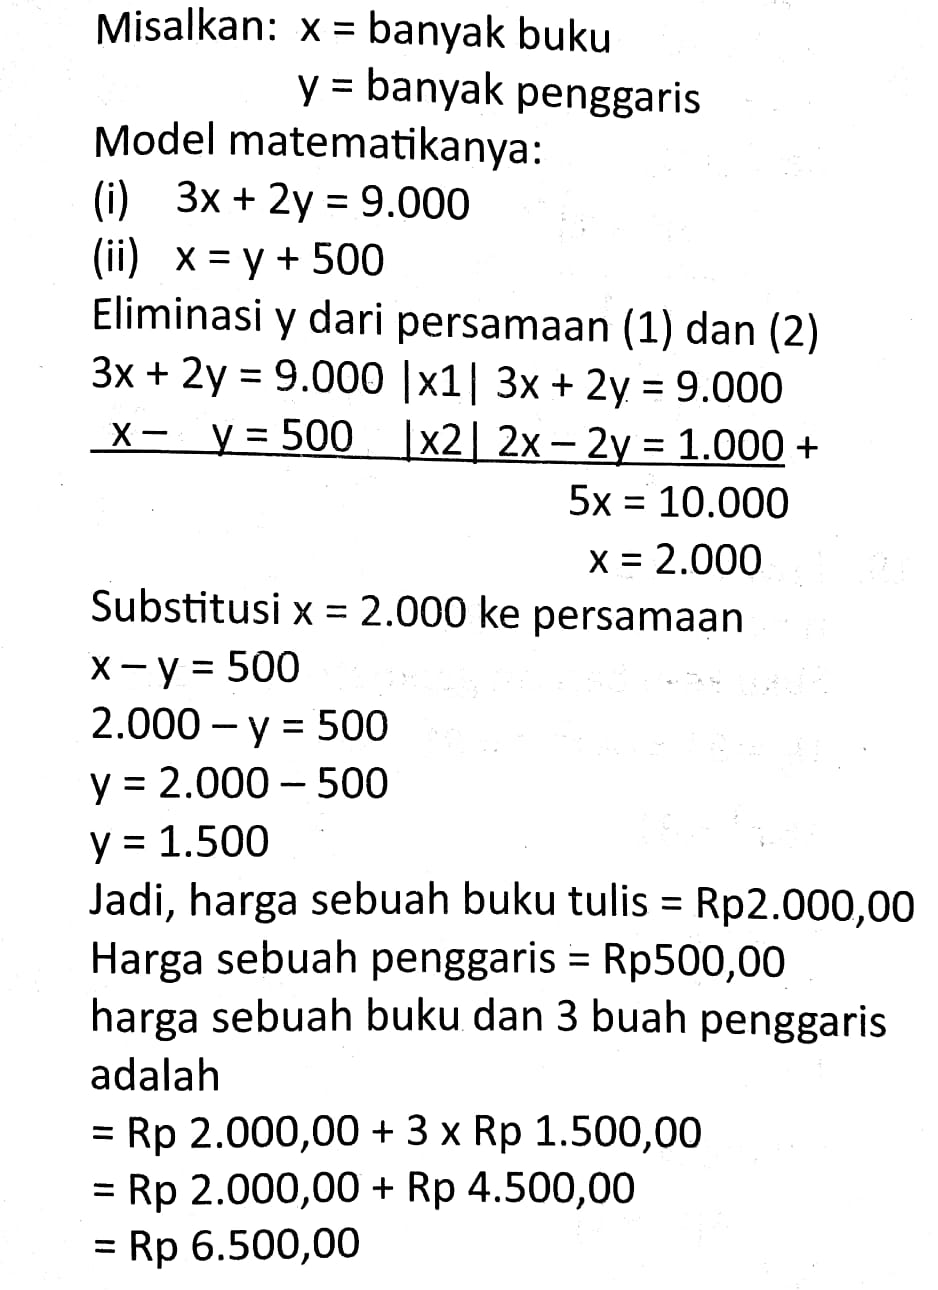 Misalkan: x = banyak buku
y = banyak penggaris
Model matematikanya:
(i) 3x + 2y = 9.000
(ii) x = y + 500
Eliminasi y dari persamaan (1) dan (2)
3x + 2y = 9.000 |x1| 3x + 2y = 9.000
x – y = 500 |x2| 2x – 2y = 1.000 +
5x = 10.000
x = 2.000
Substitusi x = 2.000 ke persamaan
x – y = 500
2.000 – y = 500
y = 2.000 – 500
y = 1.500
Jadi, harga sebuah buku tulis = Rp2.000,00
Harga sebuah penggaris = Rp500,00
harga sebuah buku dan 3 buah penggaris
adalah
= Rp 2.000,00 + 3 x Rp 1.500,00
= Rp 2.000,00 + Rp 4.500,00
= Rp 6.500,00